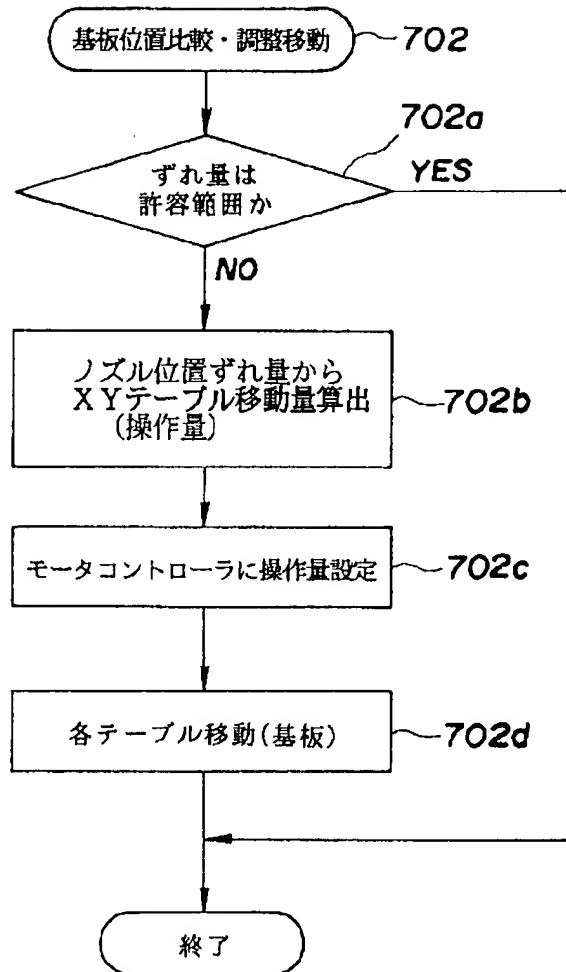 基板位置比較・調整移動
702
702a
ずれ量は
許容範囲か
YES
NO
ノズル位置ずれ量から
XYテーブル移動量算出
(操作量)
702b
モータコントローラに操作量設定
702c
各テーブル移動(基板)
702d
終了